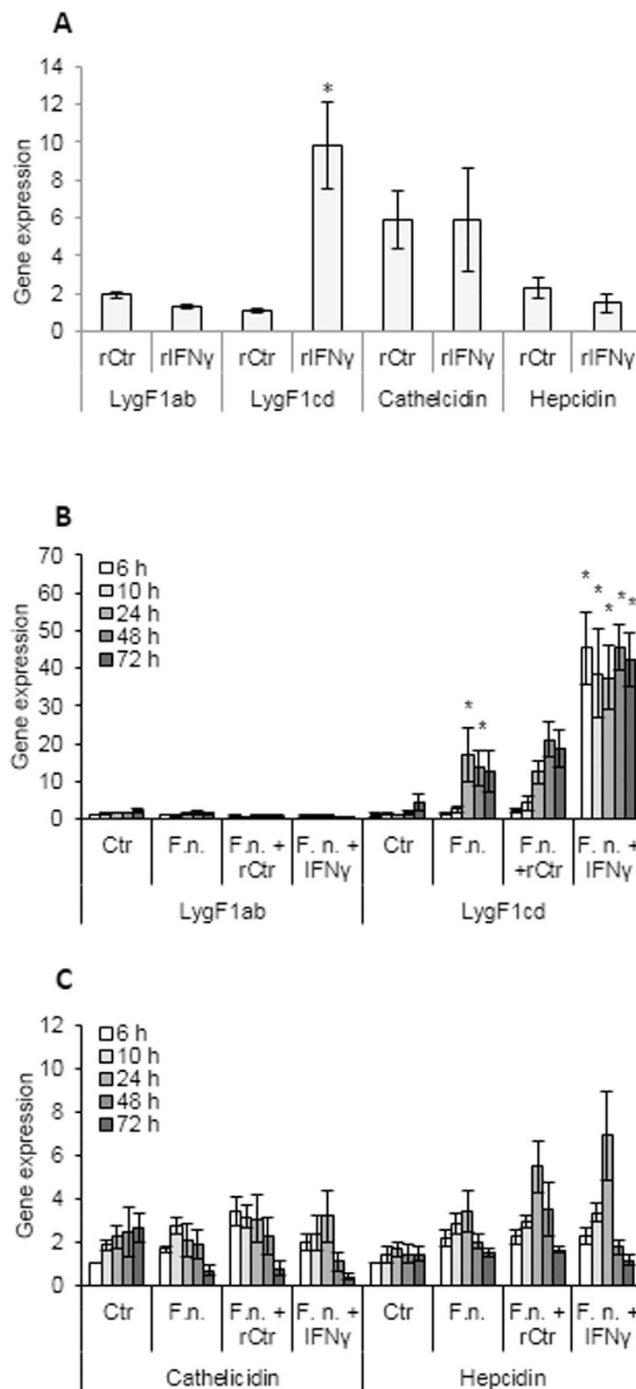 A
Gene expression
14
12
10
8
6
4
2
0
*
rCtr rIFNγ rCtr rIFNγ rCtr rIFNγ rCtr rIFNγ
LygF1ab LygF1cd Cathelcidin Hepcidin
B
Gene expression
70
60
50
40
30
20
10
0
6 h
10 h
24 h
48 h
72 h
* * * * * * *
Ctr F.n. F.n. + F. n. + Ctr F.n. F.n. F. n. +
rCtr IFNγ +rCtr IFNγ
LygF1ab LygF1cd
C
Gene expression
12
10
8
6
4
2
0
6 h
10 h
24 h
48 h
72 h
Ctr F.n. F.n. + F. n. + Ctr F.n. F.n. + F. n. +
rCtr IFNγ rCtr IFNγ
Cathelicidin Hepcidin